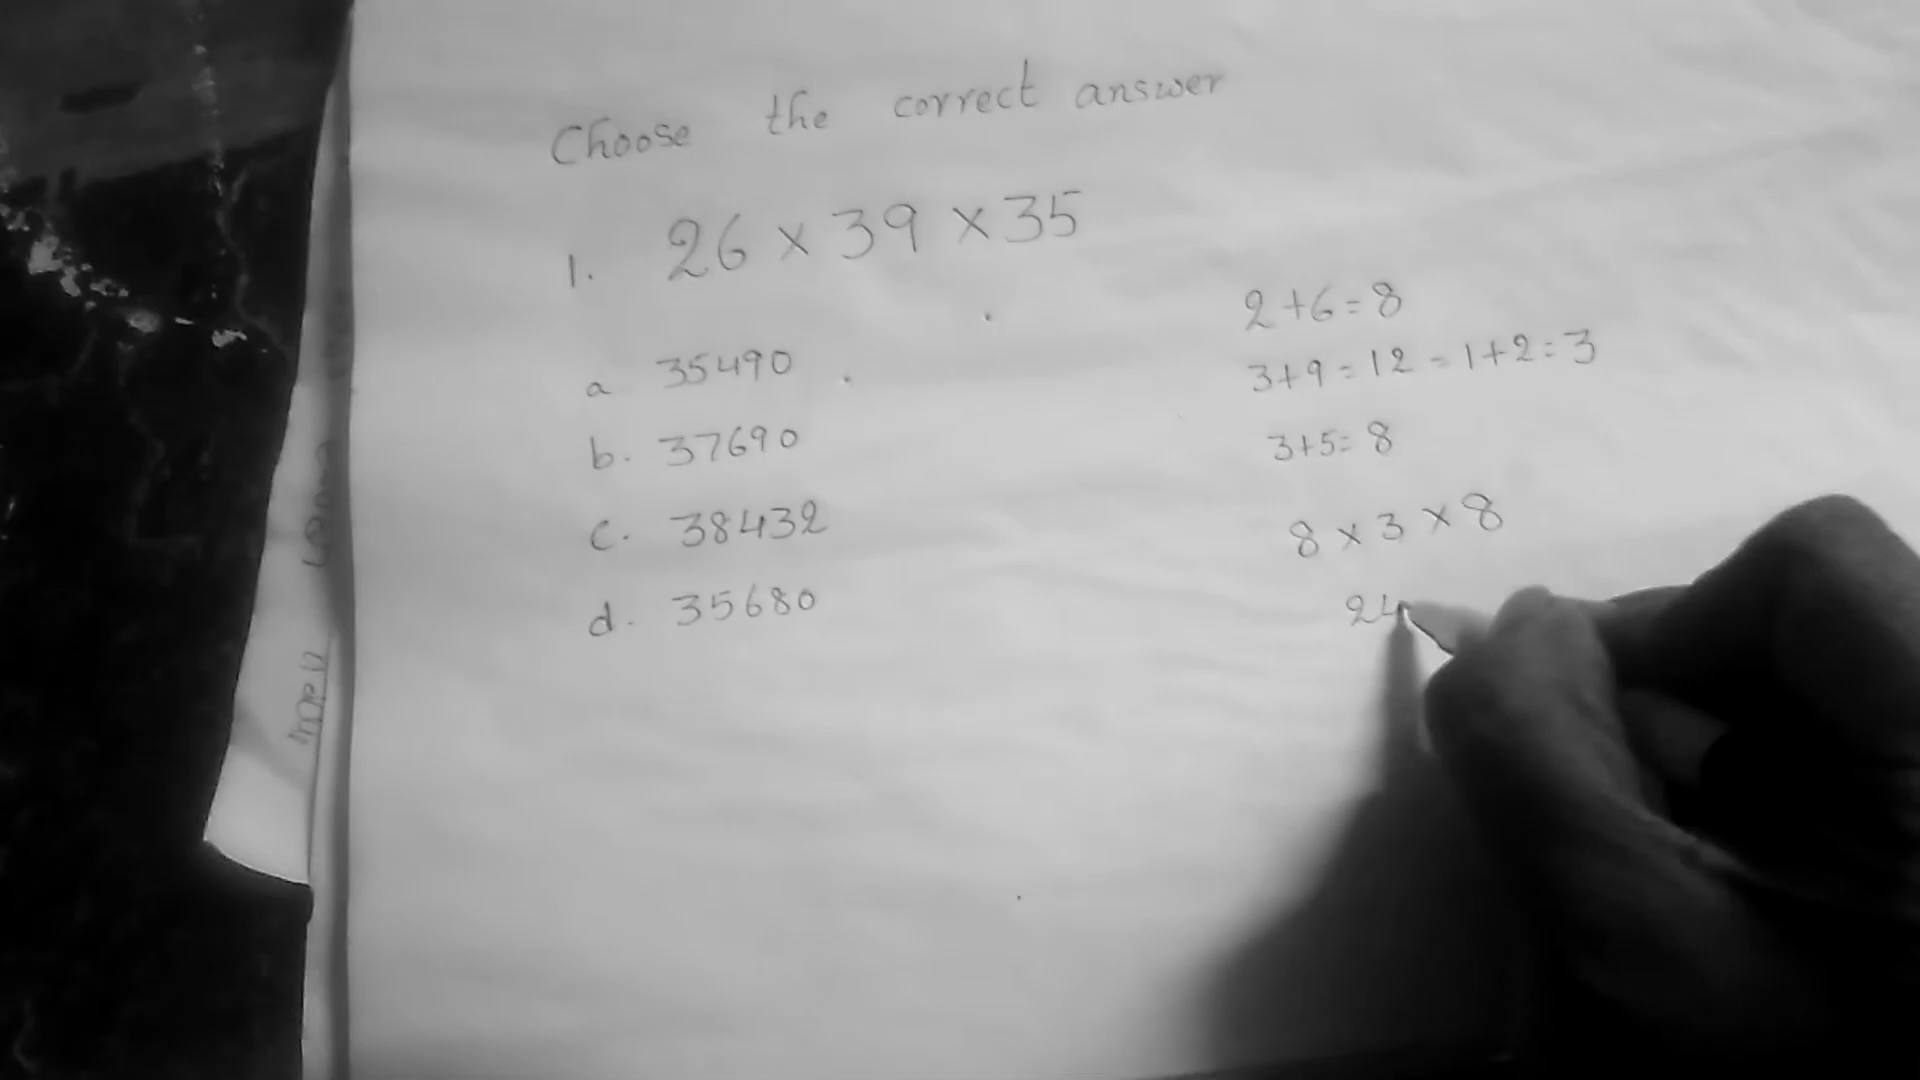 Choose the correct answer
1. 26 × 39 × 35
a 35490
b. 37690
c. 38432
d. 35680
2+6=8
3+9=12=1+2=3
3+5=8
8 × 3 × 8
24